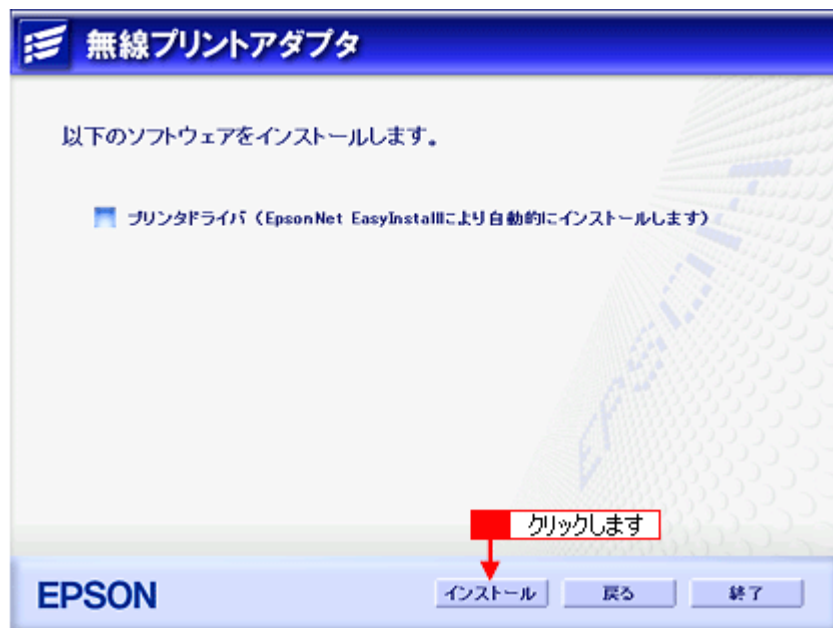 無線プリントアダプタ
以下のソフトウェアをインストールします。
プリンタドライバ（EpsonNet EasyInstallにより自動的にインストールします）
EPSON
クリックします
EPSON
インストール 戻る 終了